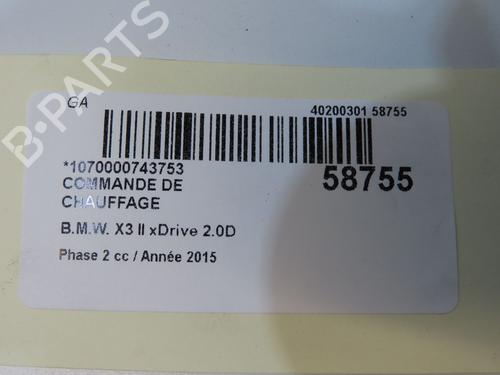 GA
40200301 58755
*1070000743753
58755
COMMANDE DE
CHAUFFAGE
B.M.W. X3 II xDrive 2.0D
Phase 2 cc / Année 2015
B-PARTS